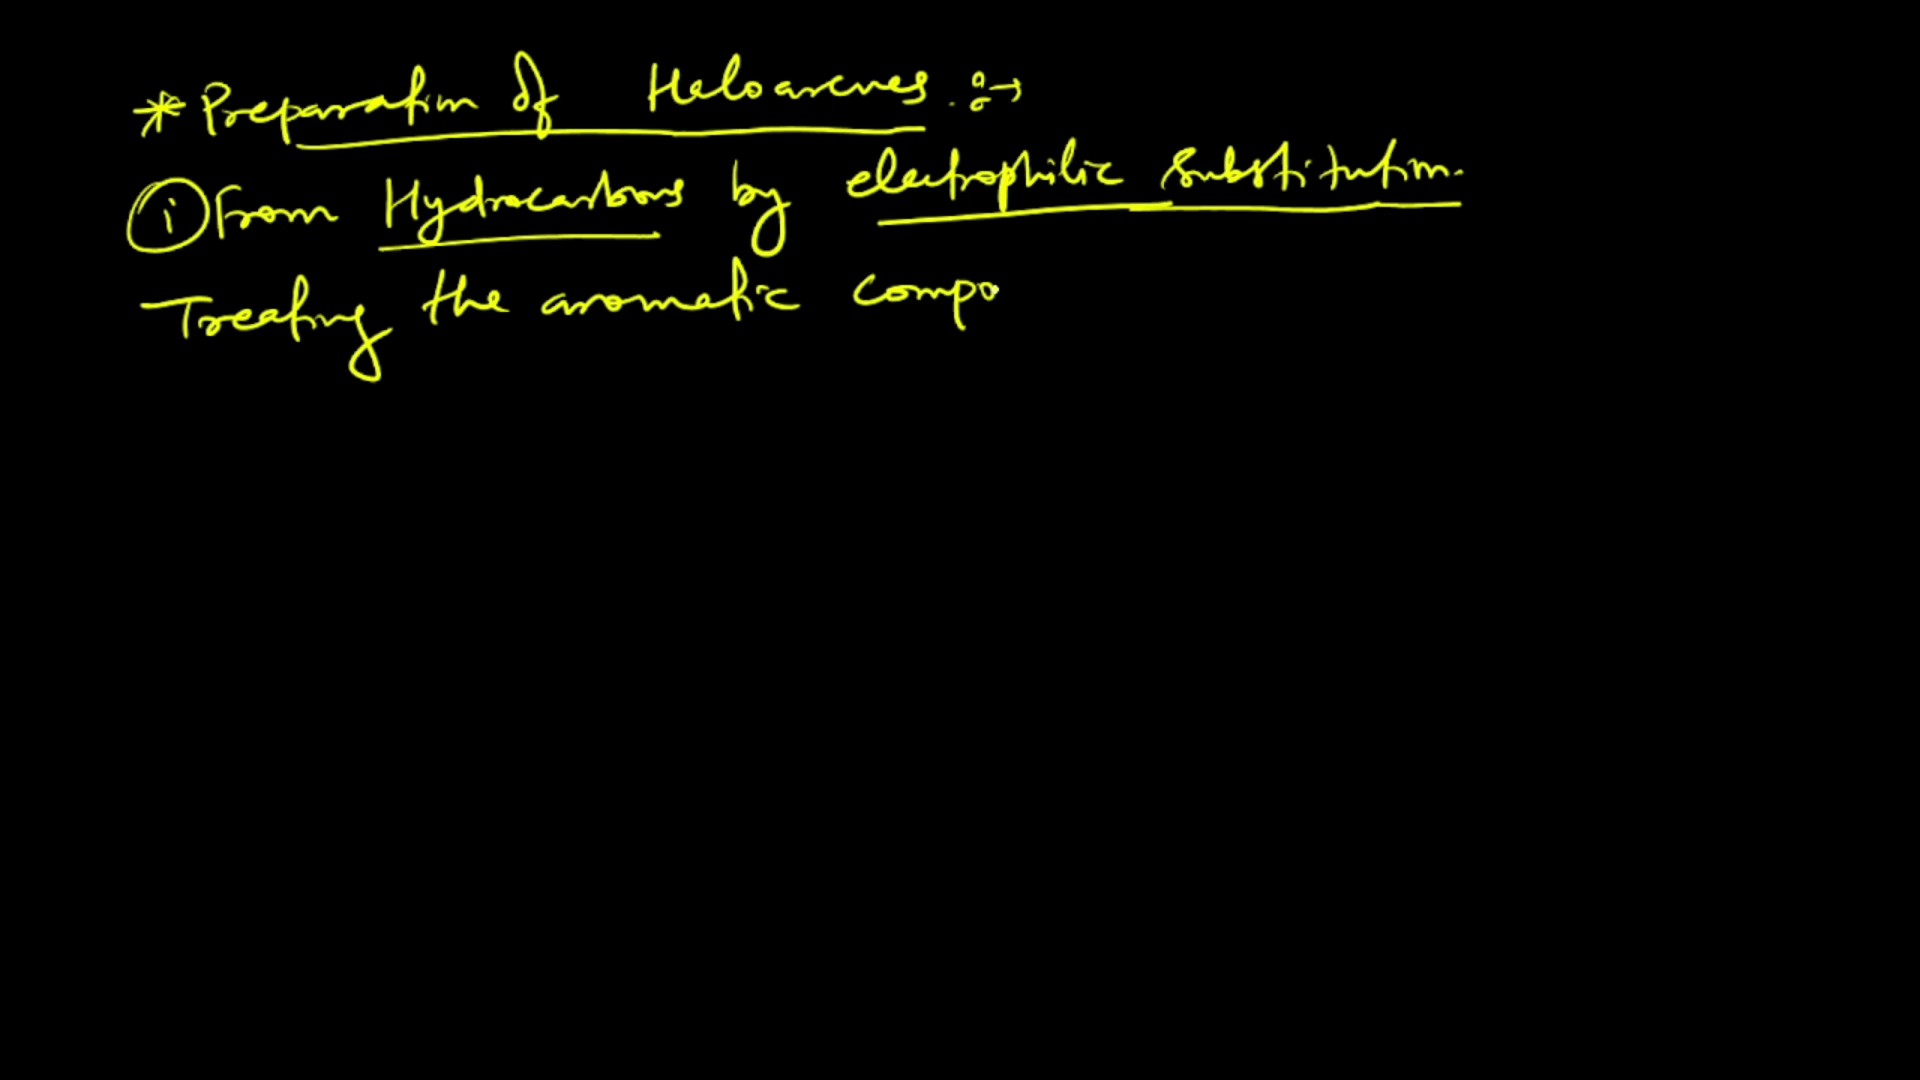 * Preparation of Haloarenes. :→
(i) From Hydrocarbons by electrophilic substitution.
- Treating the aromatic compo